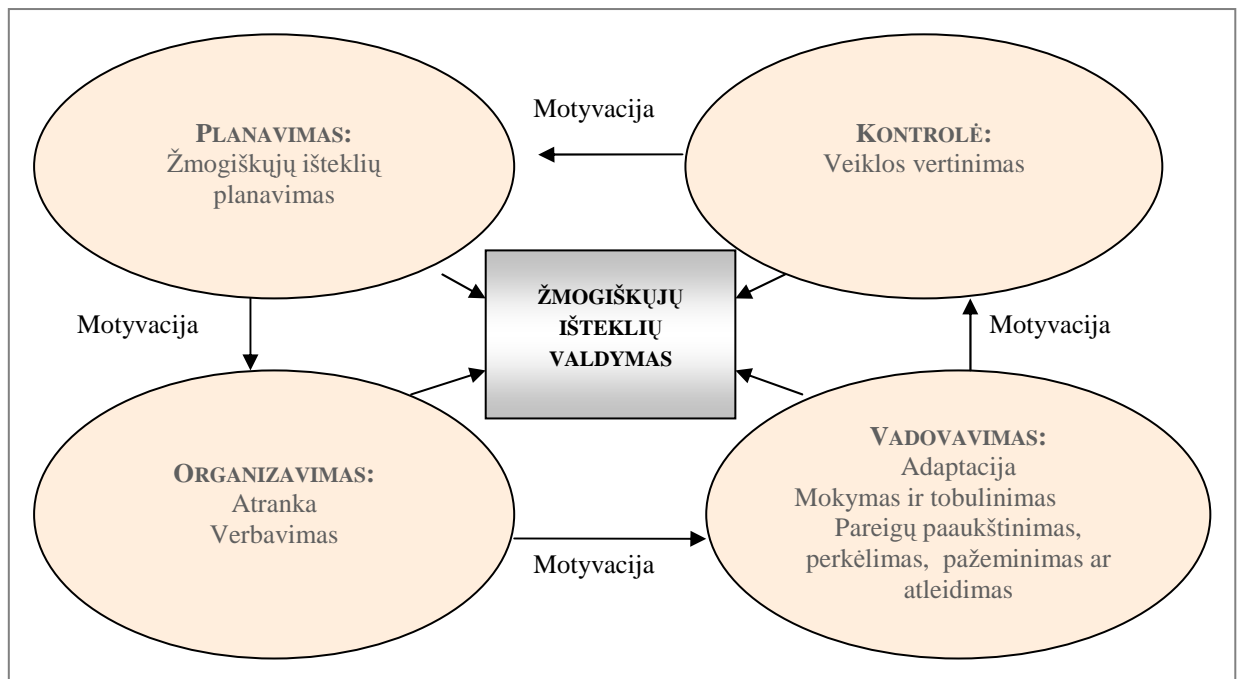 Motyvacija
PLANAVIMAS:
Žmogiškųjų išteklių
planavimas
KONTROLĖ:
Veiklos vertinimas
ŽMOGIŠKŲJŲ
IŠTEKLIŲ
VALDYMAS
Motyvacija
Motyvacija
ORGANIZAVIMAS:
Atranka
Verbavimas
VADOVAVIMAS:
Adaptacija
Mokymas ir tobulinimas
Pareigų paaukštinimas,
perkėlimas, pažeminimas ar
atleidimas
Motyvacija